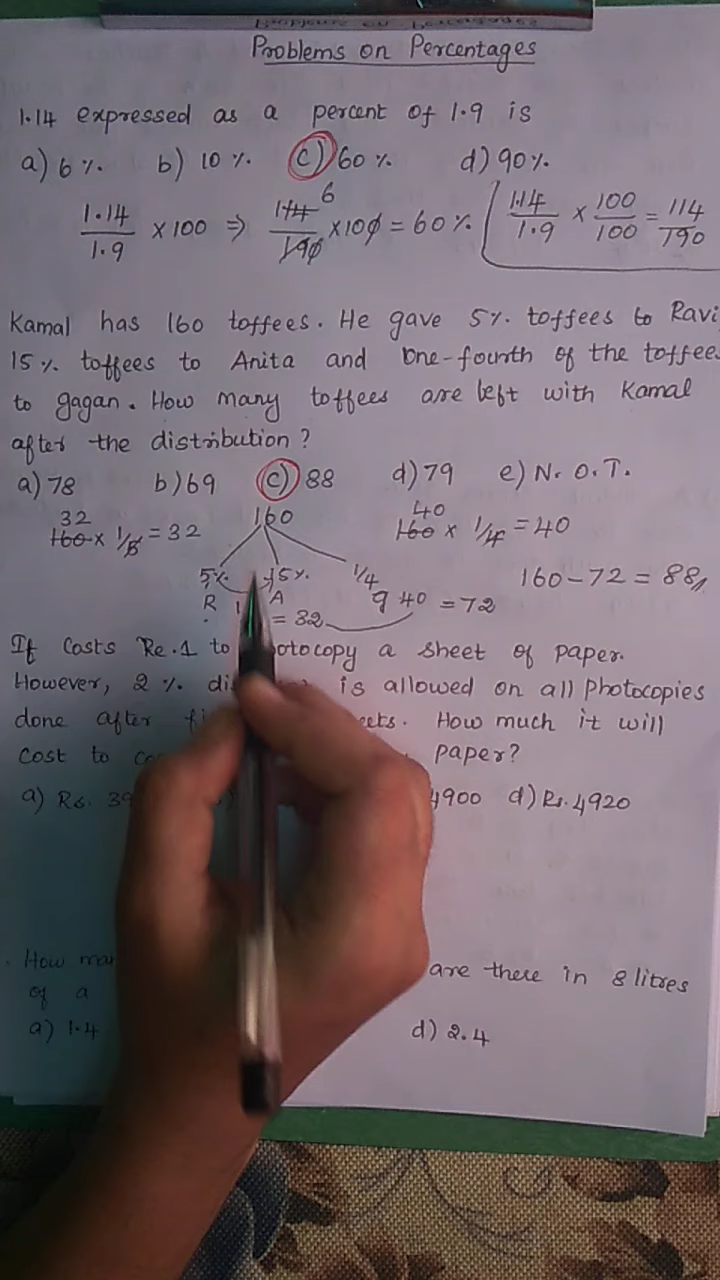 Problems on Percentages
1.14 expressed as a percent of 1.9 is
a) 6 %. b) 10 %. c) 60 %. d) 90%.
1.14/1.9 × 100 ⇒ 114/190 6 × 100 = 60 %. 1.14/1.9 × 100/100 = 114/190
Kamal has 160 toffees. He gave 5%. toffees to Ravi
15 % toffees to Anita and One-fourth of the toffee
to gagan. How many toffees are left with Kamal
after the distribution?
a) 78 b) 69 c) 88 d) 79 e) N. O. T.
32 160 40
160 × 1/5 = 32 160 × 1/4 = 40
5%. 15%. 1/4 160 - 72 = 88
R A g 40 = 72
= 32
If Costs Re.1 to photocopy a sheet of paper.
However, 2 %. is allowed on all Photocopies
done after How much it will
Cost to paper?
a) Rs. 4900 d) Rs. 4920
How are there in 8 litres
of a
a) 1.4 d) 2.4